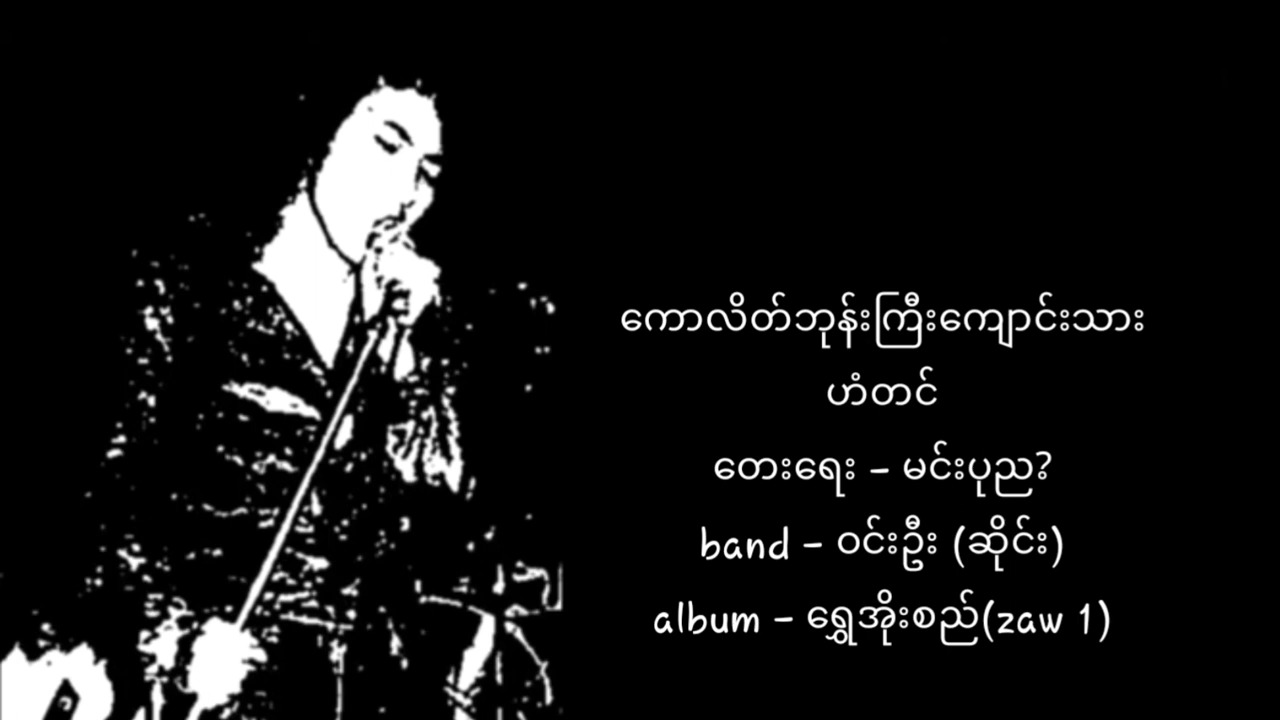 ကောလိတ်ဘုန်းကြီးကျောင်းသား
ဟံတင်
တေးရေး – မင်းပုည?
band – ဝင်းဦး (ဆိုင်း)
album – ရွှေအိုးစည်(zaw 1)